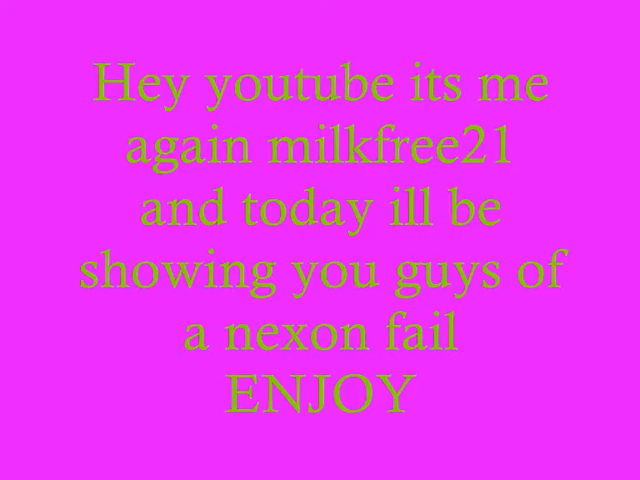 Hey youtube its me
again milkfree21
and today ill be
showing you guys of
a nexon fail
ENJOY